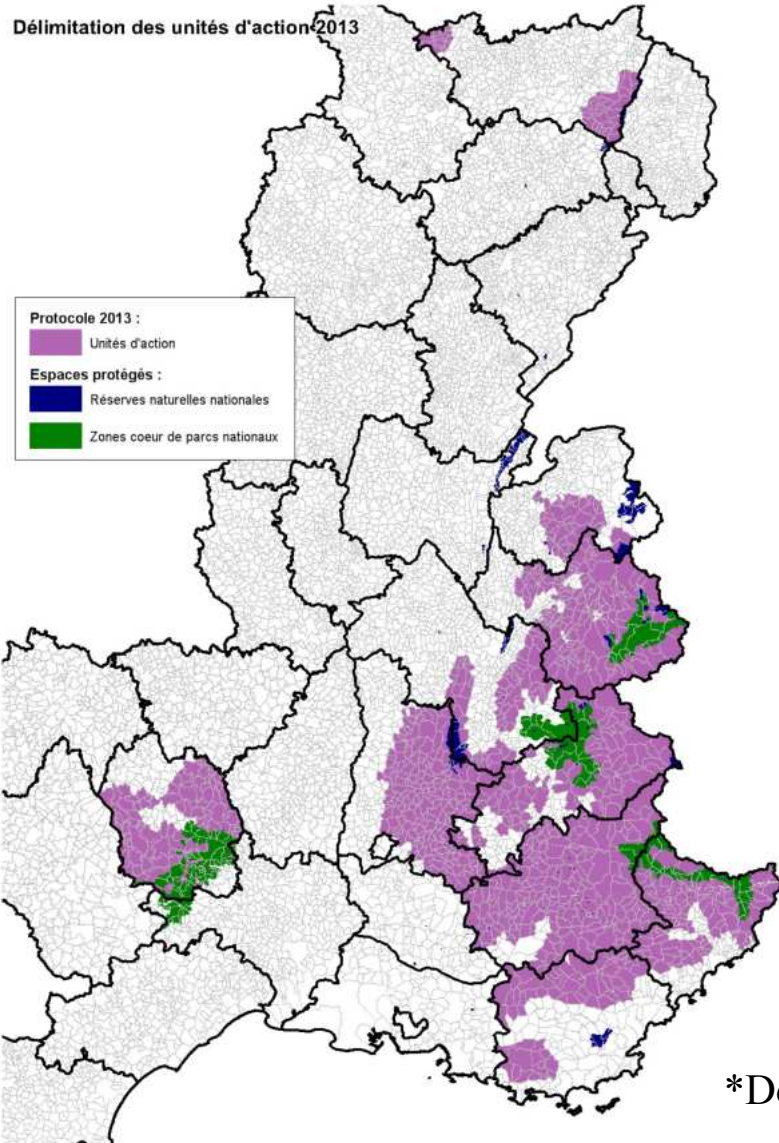 Délimitation des unités d'action 2013
Protocole 2013 :
Unités d'action
Espaces protégés :
Réserves naturelles nationales
Zones coeur de parcs nationaux